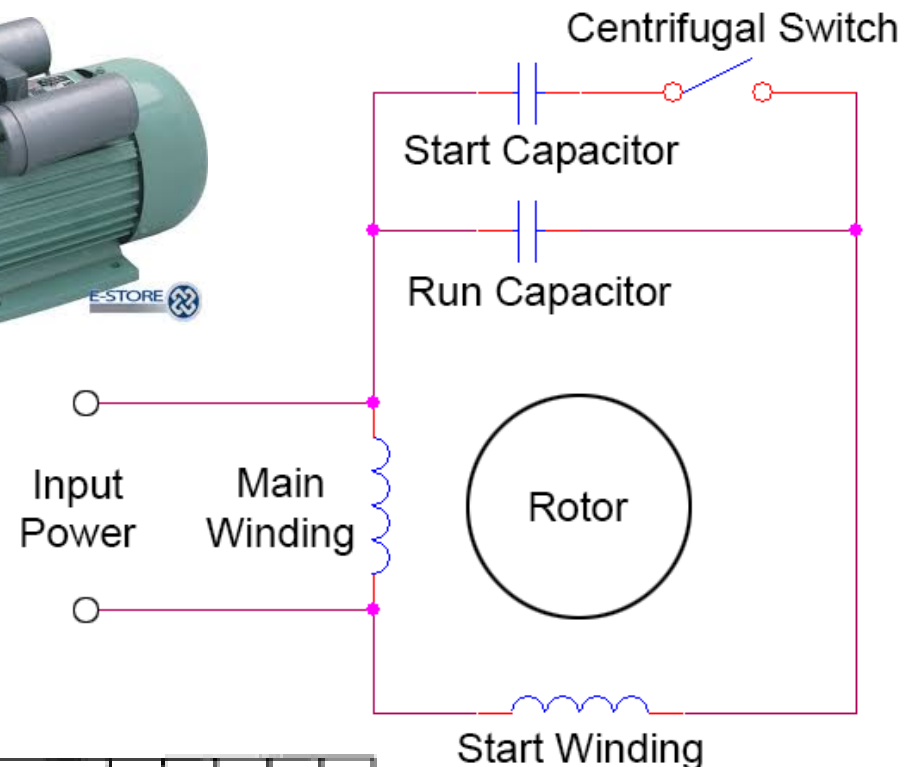 Centrifugal Switch
Start Capacitor
E-STORE
Run Capacitor
Input
Power
Main
Winding
Rotor
Start Winding